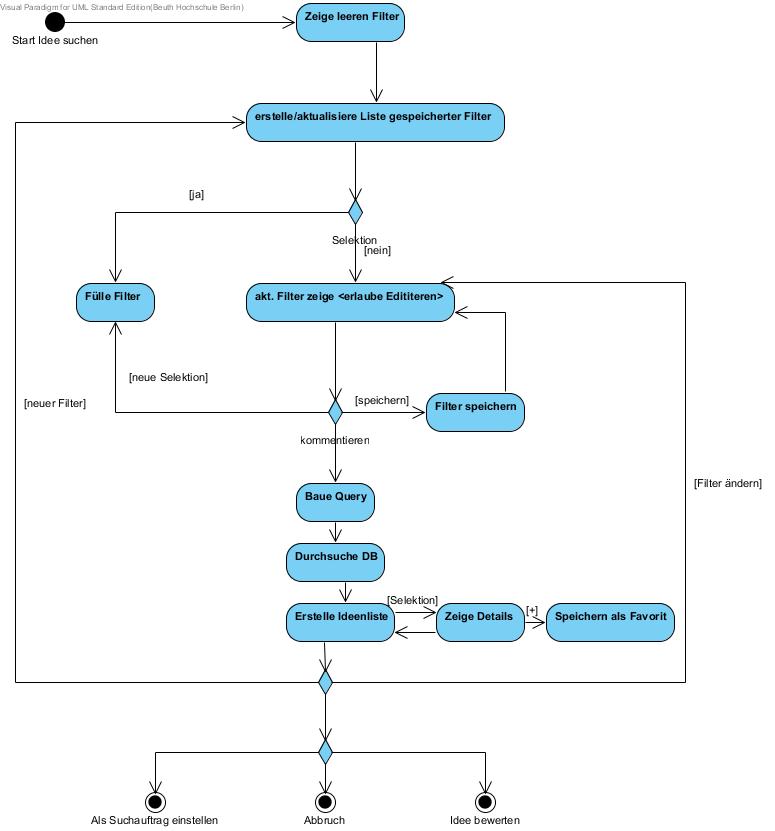 Visual Paradigm for UML Standard Edition(Beuth Hochschule Berlin)
Zeige leeren Filter
Start Idee suchen
erstelle/aktualisiere Liste gespeicherter Filter
[ja]
Selektion
[nein]
Fülle Filter
akt. Filter zeige <erlaube Edititeren>
[neue Selektion]
[neuer Filter]
[speichern]
Filter speichern
kommentieren
[Filter ändern]
Baue Query
Durchsuche DB
[Selektion]
Erstelle Ideenliste
Zeige Details
[+]
Speichern als Favorit
Als Suchauftrag einstellen
Abbruch
Idee bewerten